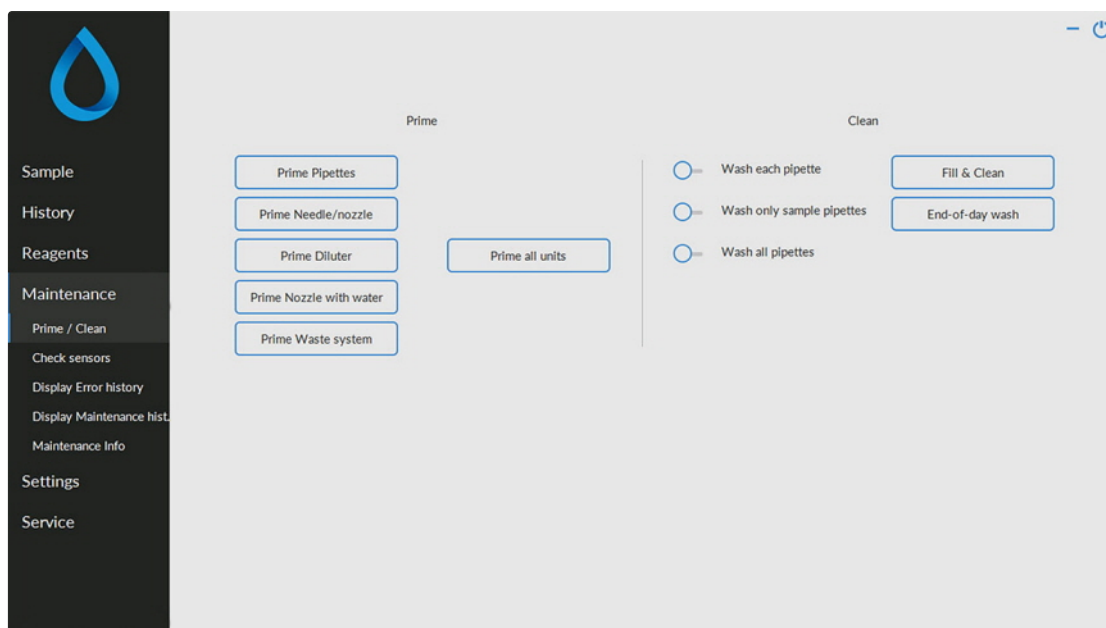 Sample
History
Reagents
Maintenance
Prime / Clean
Check sensors
Display Error history
Display Maintenance hist.
Maintenance Info
Settings
Service
Prime
Prime Pipettes
Prime Needle/nozzle
Prime Diluter
Prime all units
Prime Nozzle with water
Prime Waste system
Clean
Wash each pipette
Fill & Clean
Wash only sample pipettes
End-of-day wash
Wash all pipettes